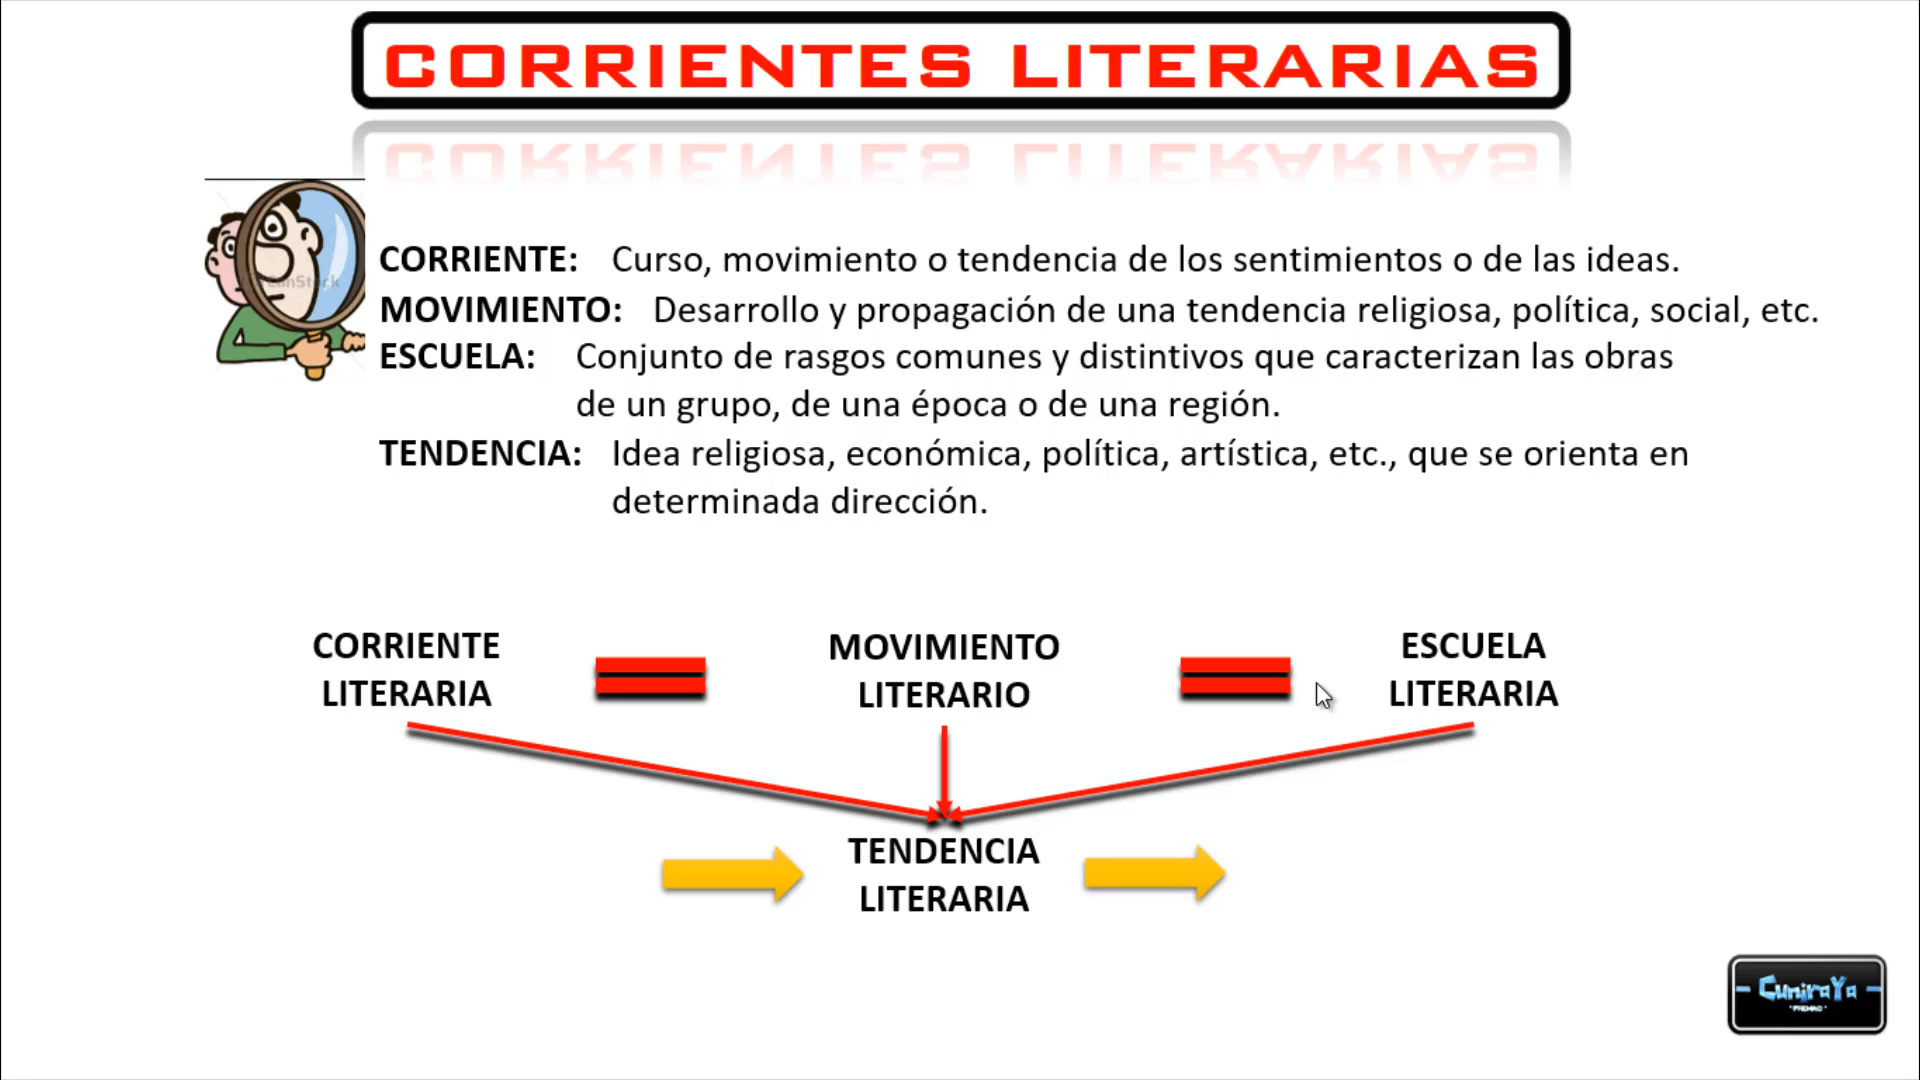 CORRIENTES LITERARIAS
CORRIENTE: Curso, movimiento o tendencia de los sentimientos o de las ideas.
MOVIMIENTO: Desarrollo y propagación de una tendencia religiosa, política, social, etc.
ESCUELA: Conjunto de rasgos comunes y distintivos que caracterizan las obras
de un grupo, de una época o de una región.
TENDENCIA: Idea religiosa, económica, política, artística, etc., que se orienta en
determinada dirección.
CORRIENTE
LITERARIA
MOVIMIENTO
LITERARIO
ESCUELA
LITERARIA
TENDENCIA
LITERARIA
CuniraYa